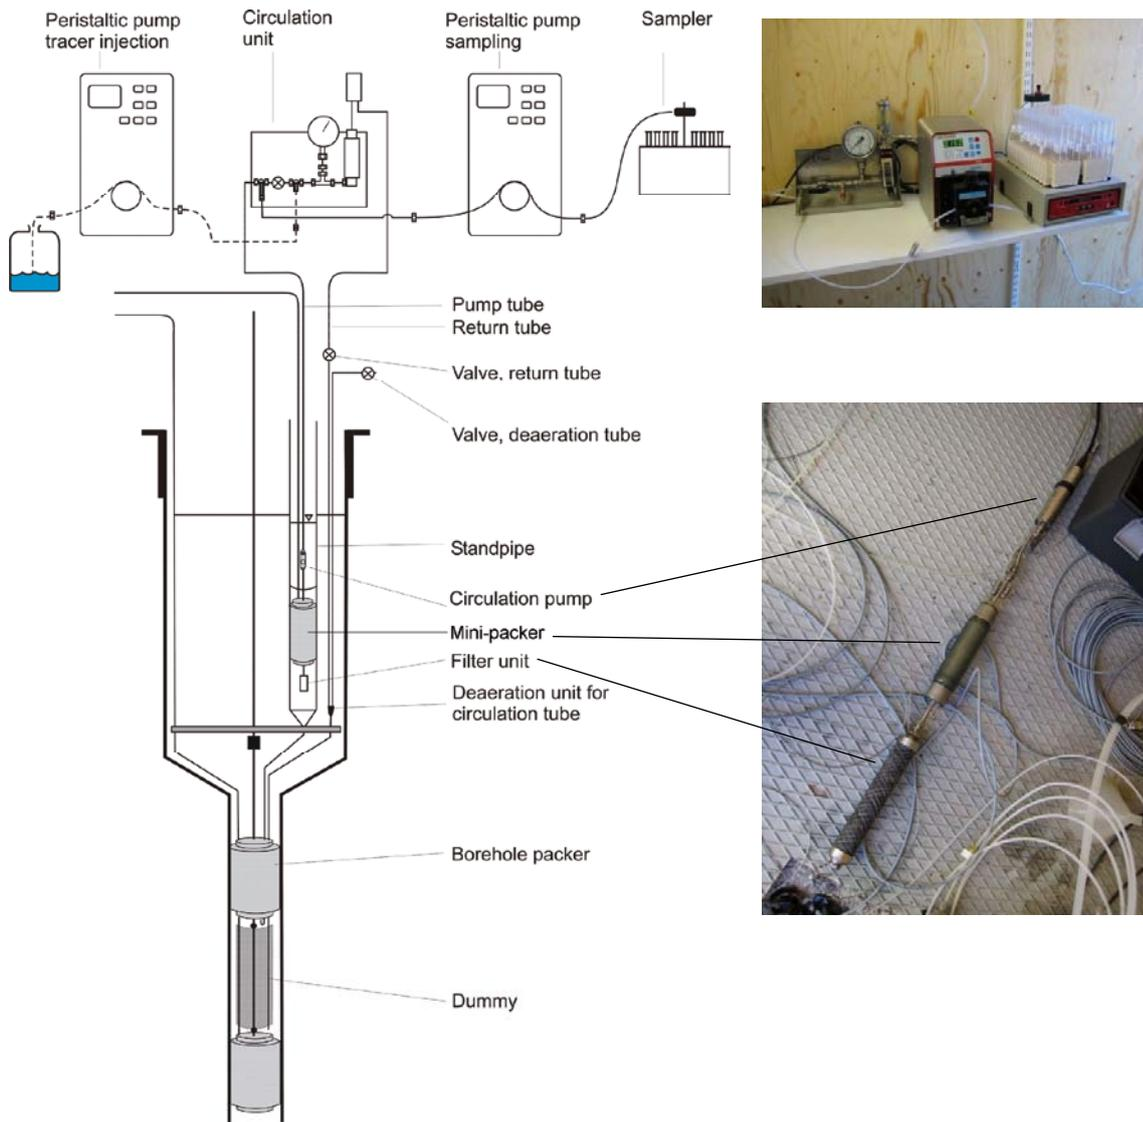 Peristaltic pump
tracer injection
Circulation
unit
Peristaltic pump
sampling
Sampler
Pump tube
Return tube
Valve, return tube
Valve, deaeration tube
Standpipe
Circulation pump
Mini-packer
Filter unit
Deaeration unit for
circulation tube
Borehole packer
Dummy